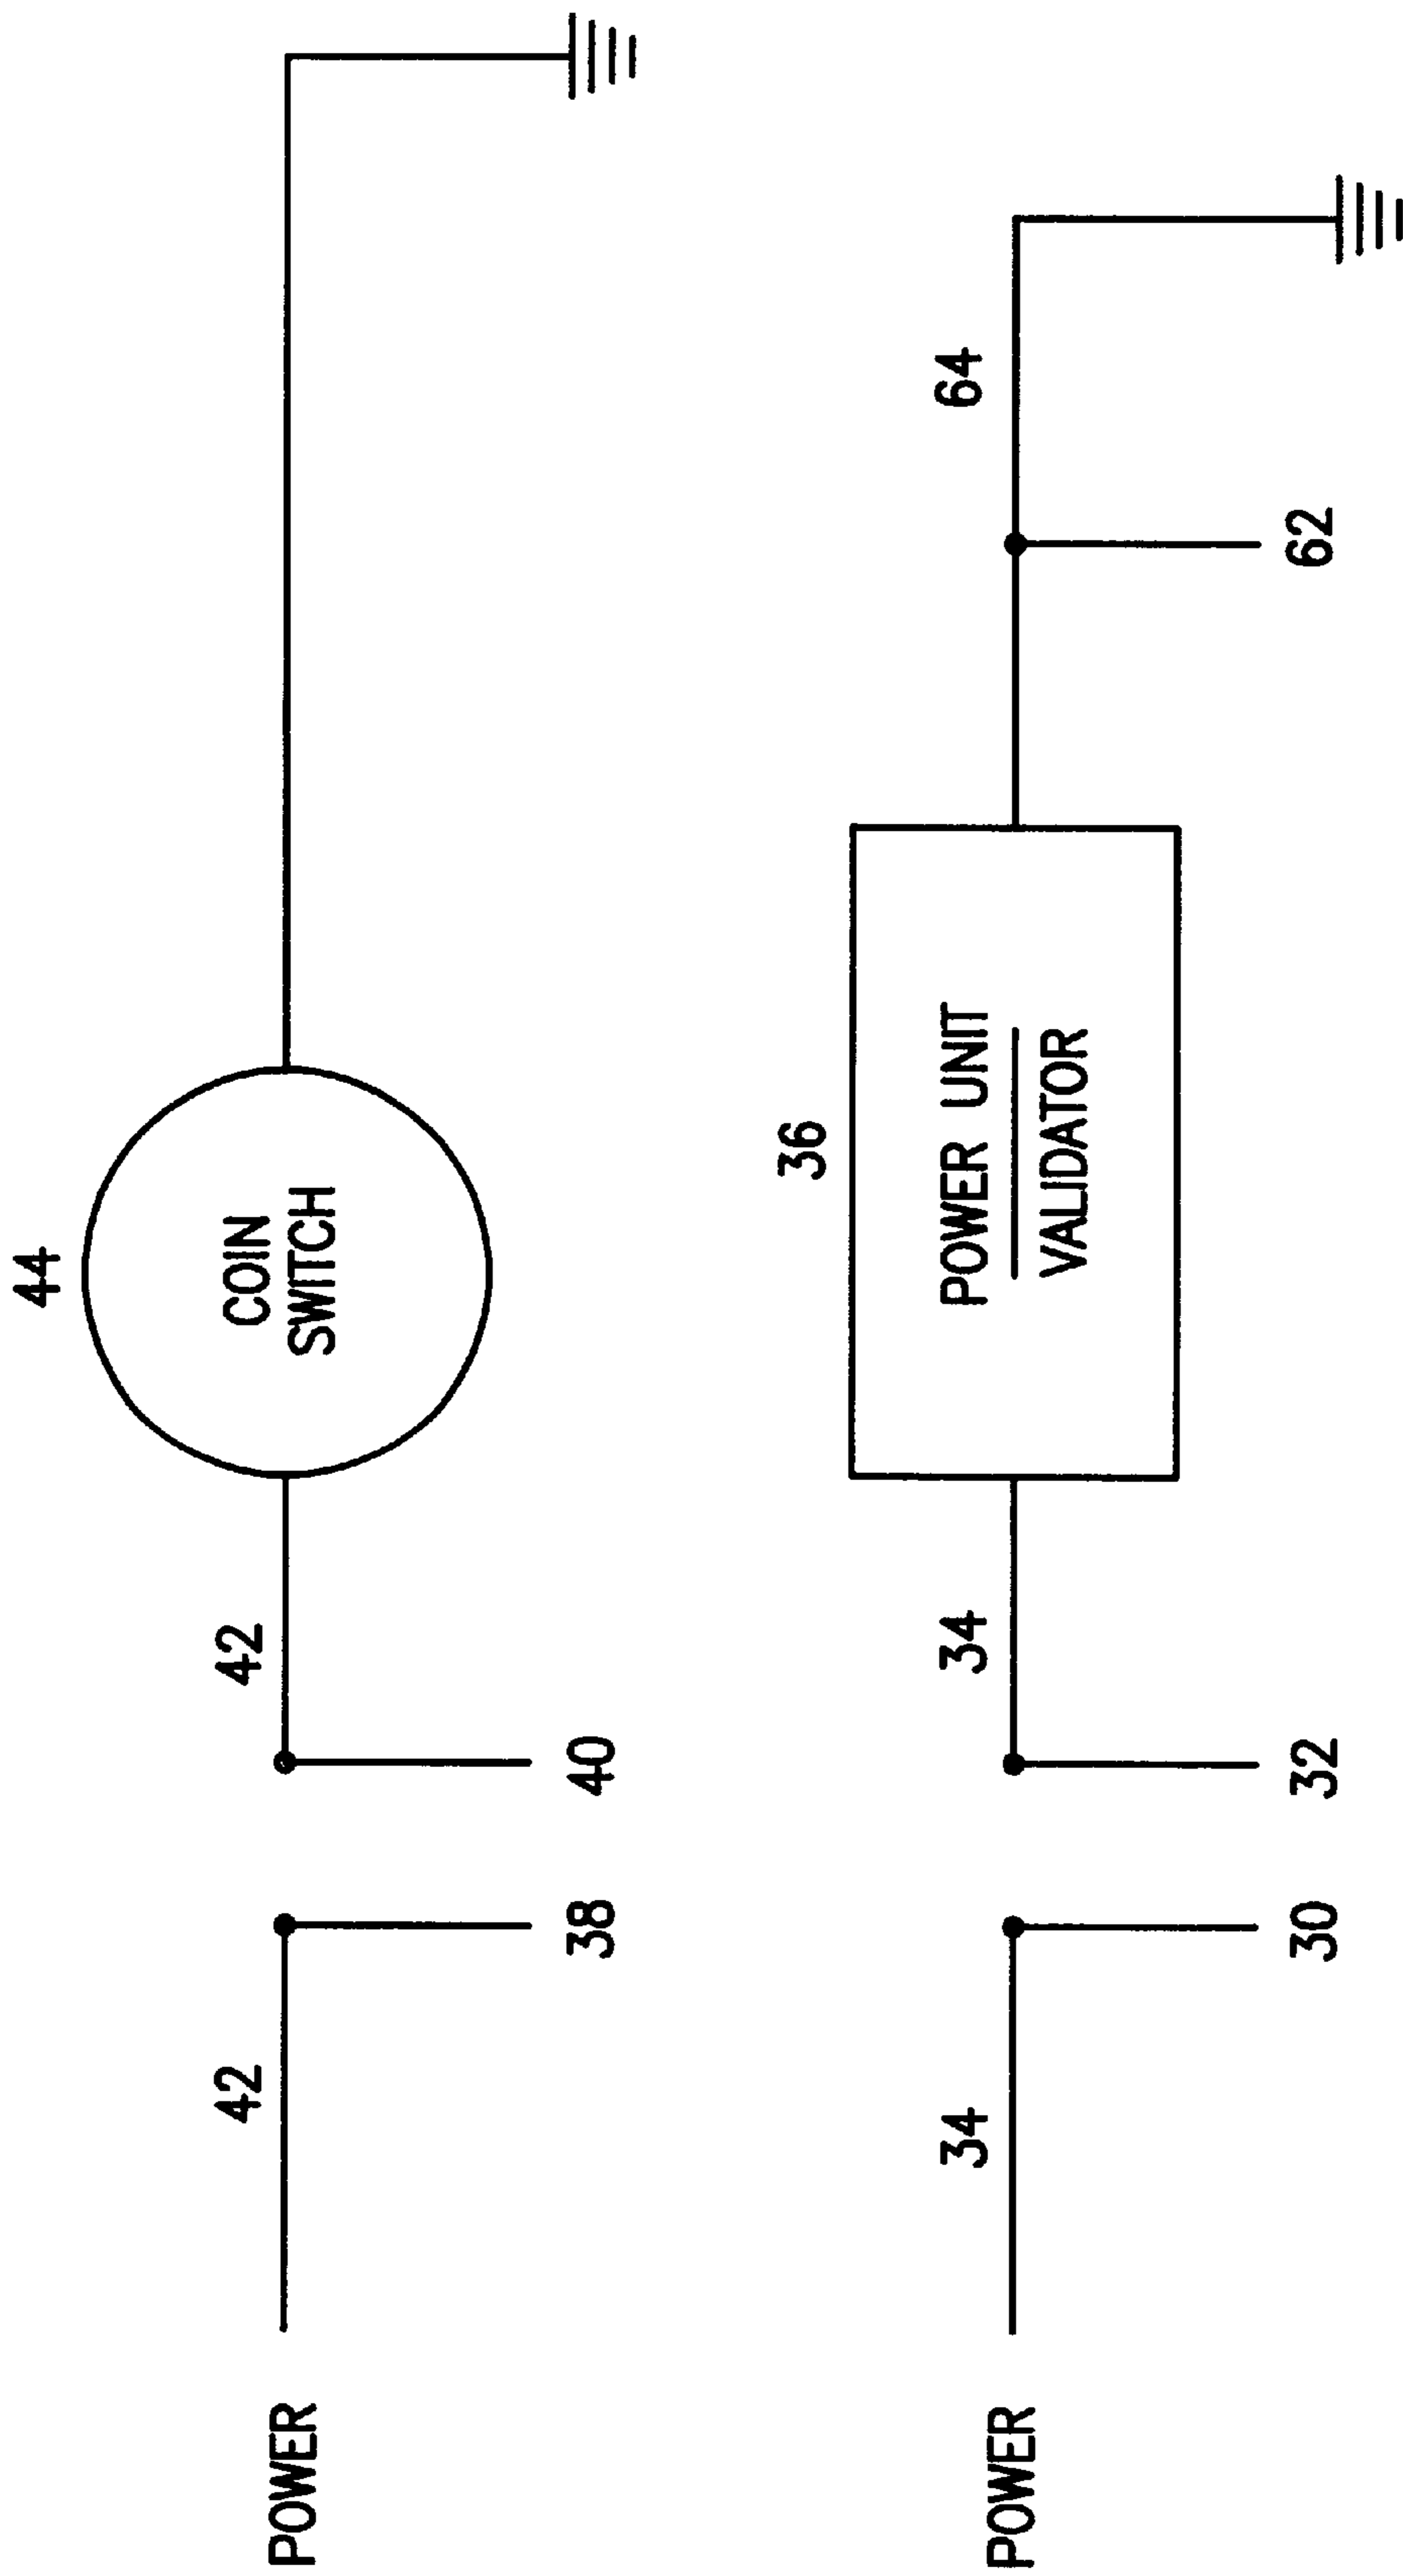 44
COIN
SWITCH
POWER
42
42
38
40
36
POWER UNIT
VALIDATOR
64
POWER
34
34
30
32
62